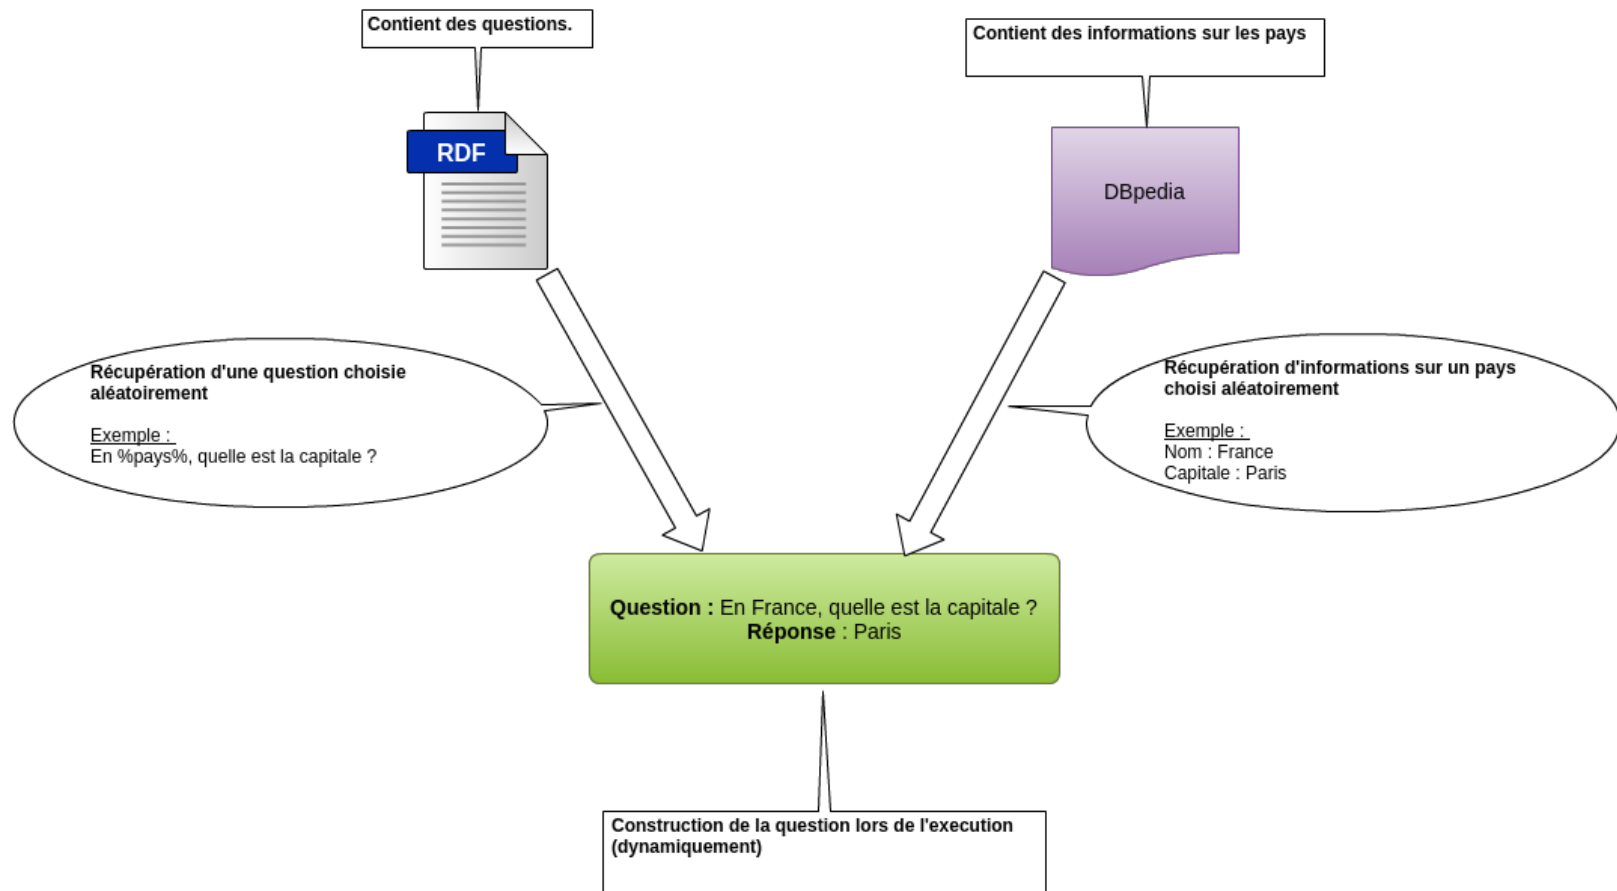 Contient des questions.
Contient des informations sur les pays
RDF
DBpedia
Récupération d'une question choisie
aléatoirement
Exemple :
En %pays%, quelle est la capitale ?
Récupération d'informations sur un pays
choisi aléatoirement
Exemple :
Nom : France
Capitale : Paris
Question : En France, quelle est la capitale ?
Réponse : Paris
Construction de la question lors de l'execution
(dynamiquement)